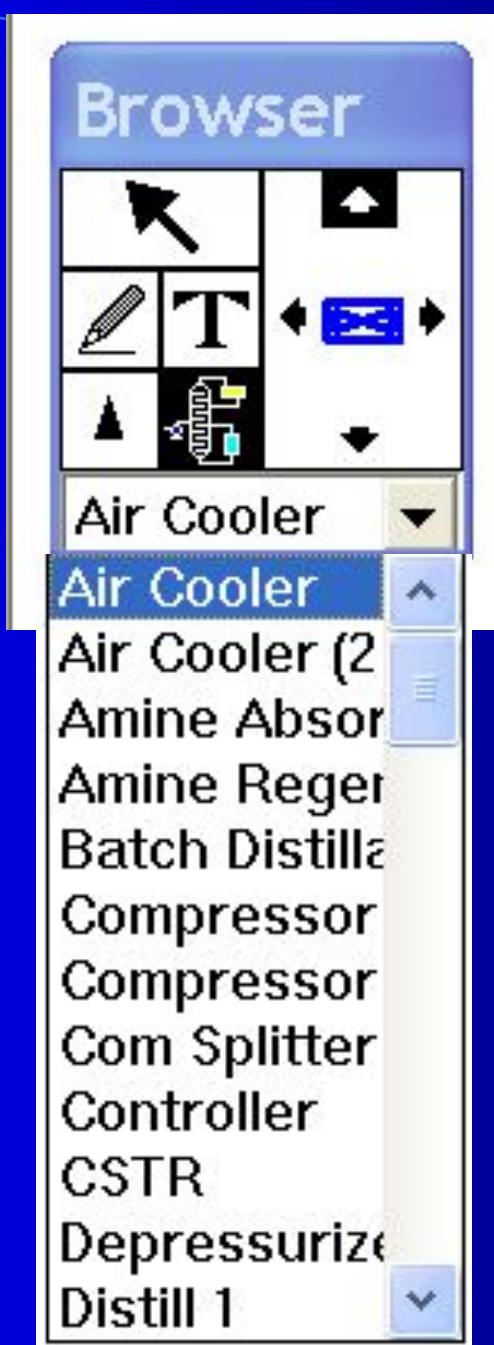 Browser
T
Air Cooler
Air Cooler
Air Cooler (2
Amine Absor
Amine Reger
Batch Distilla
Compressor
Compressor
Com Splitter
Controller
CSTR
Depressurize
Distill 1